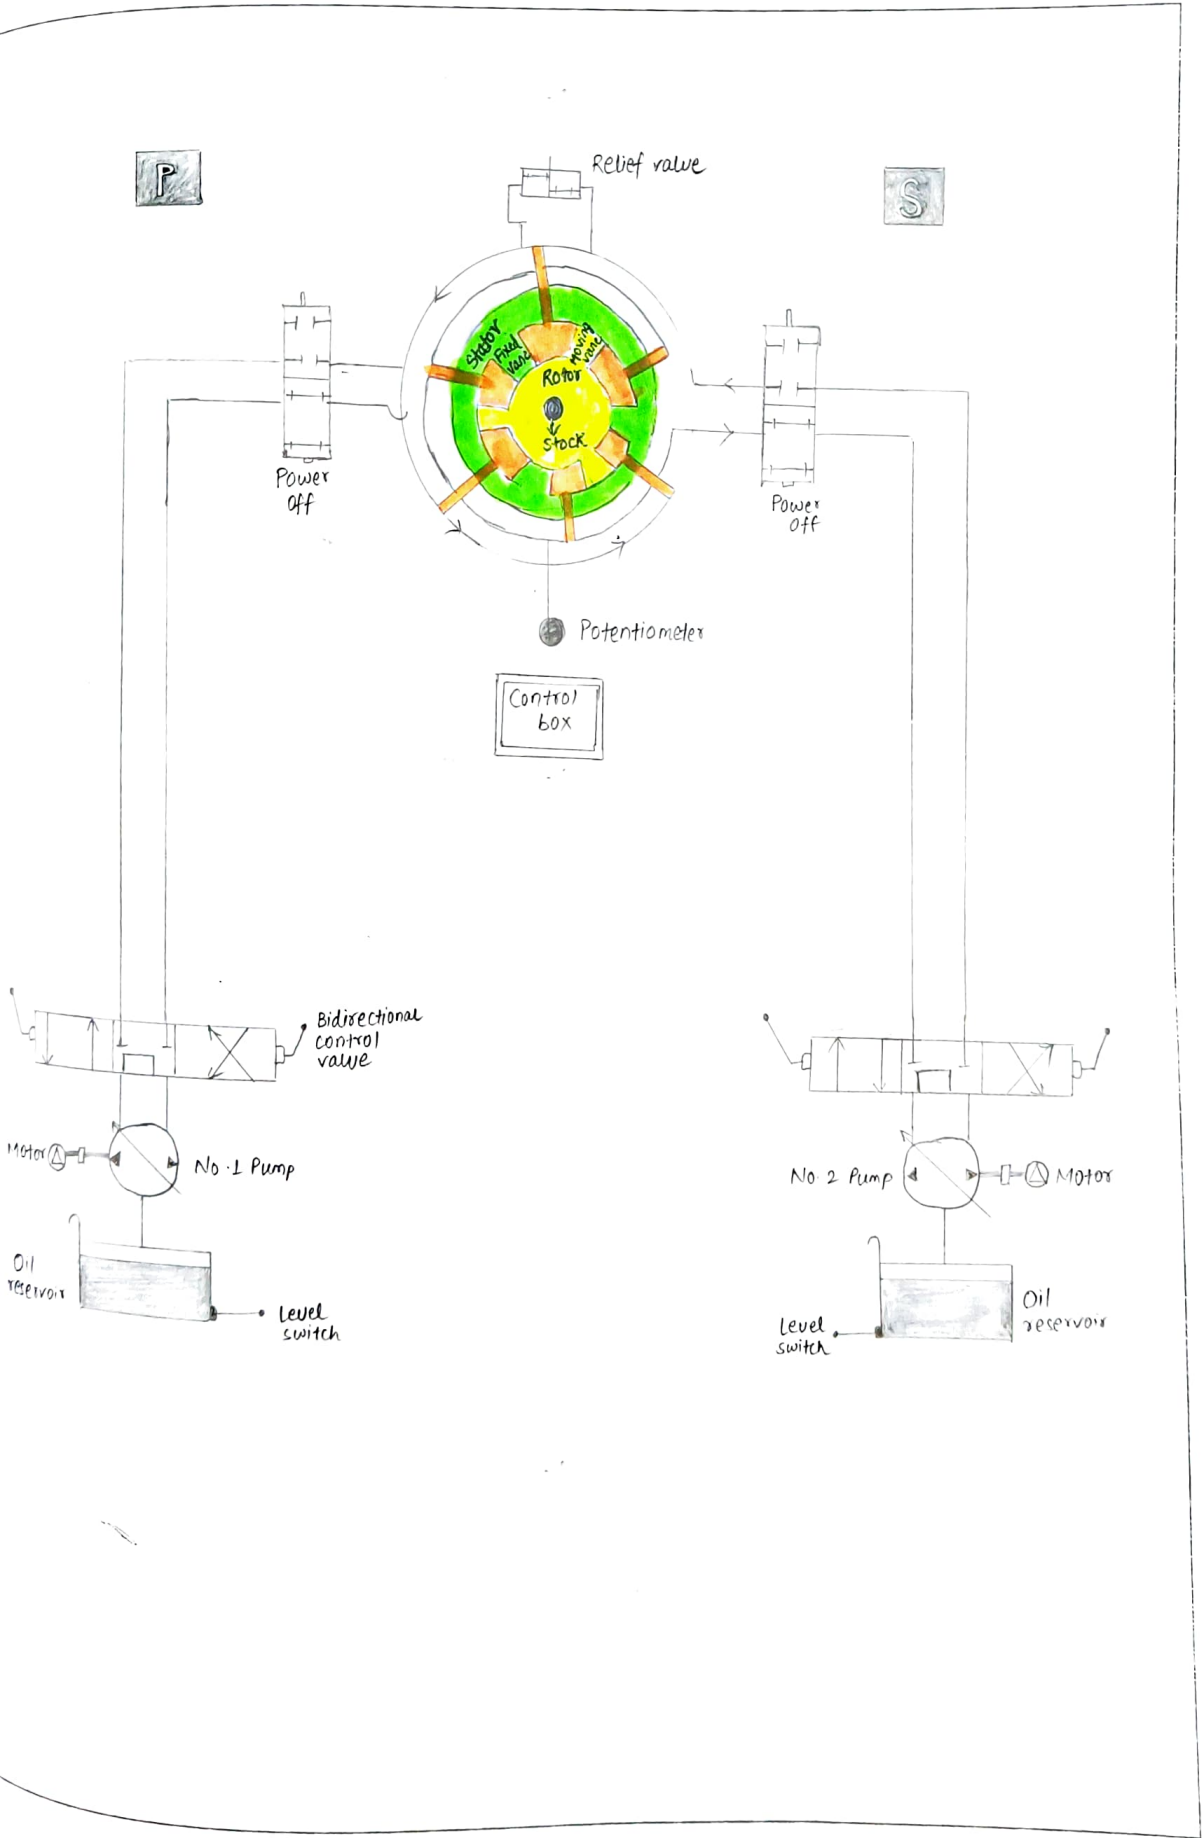 P
Relief valve
S
Stator
Fixed
vane
Moving
vane
Rotor
Stock
Power
off
Power
off
Potentiometer
Control
box
Bidirectional
control
valve
Motor
No.1 Pump
No.2 Pump
Motor
Oil
reservoir
Level
switch
Oil
reservoir
Level
switch